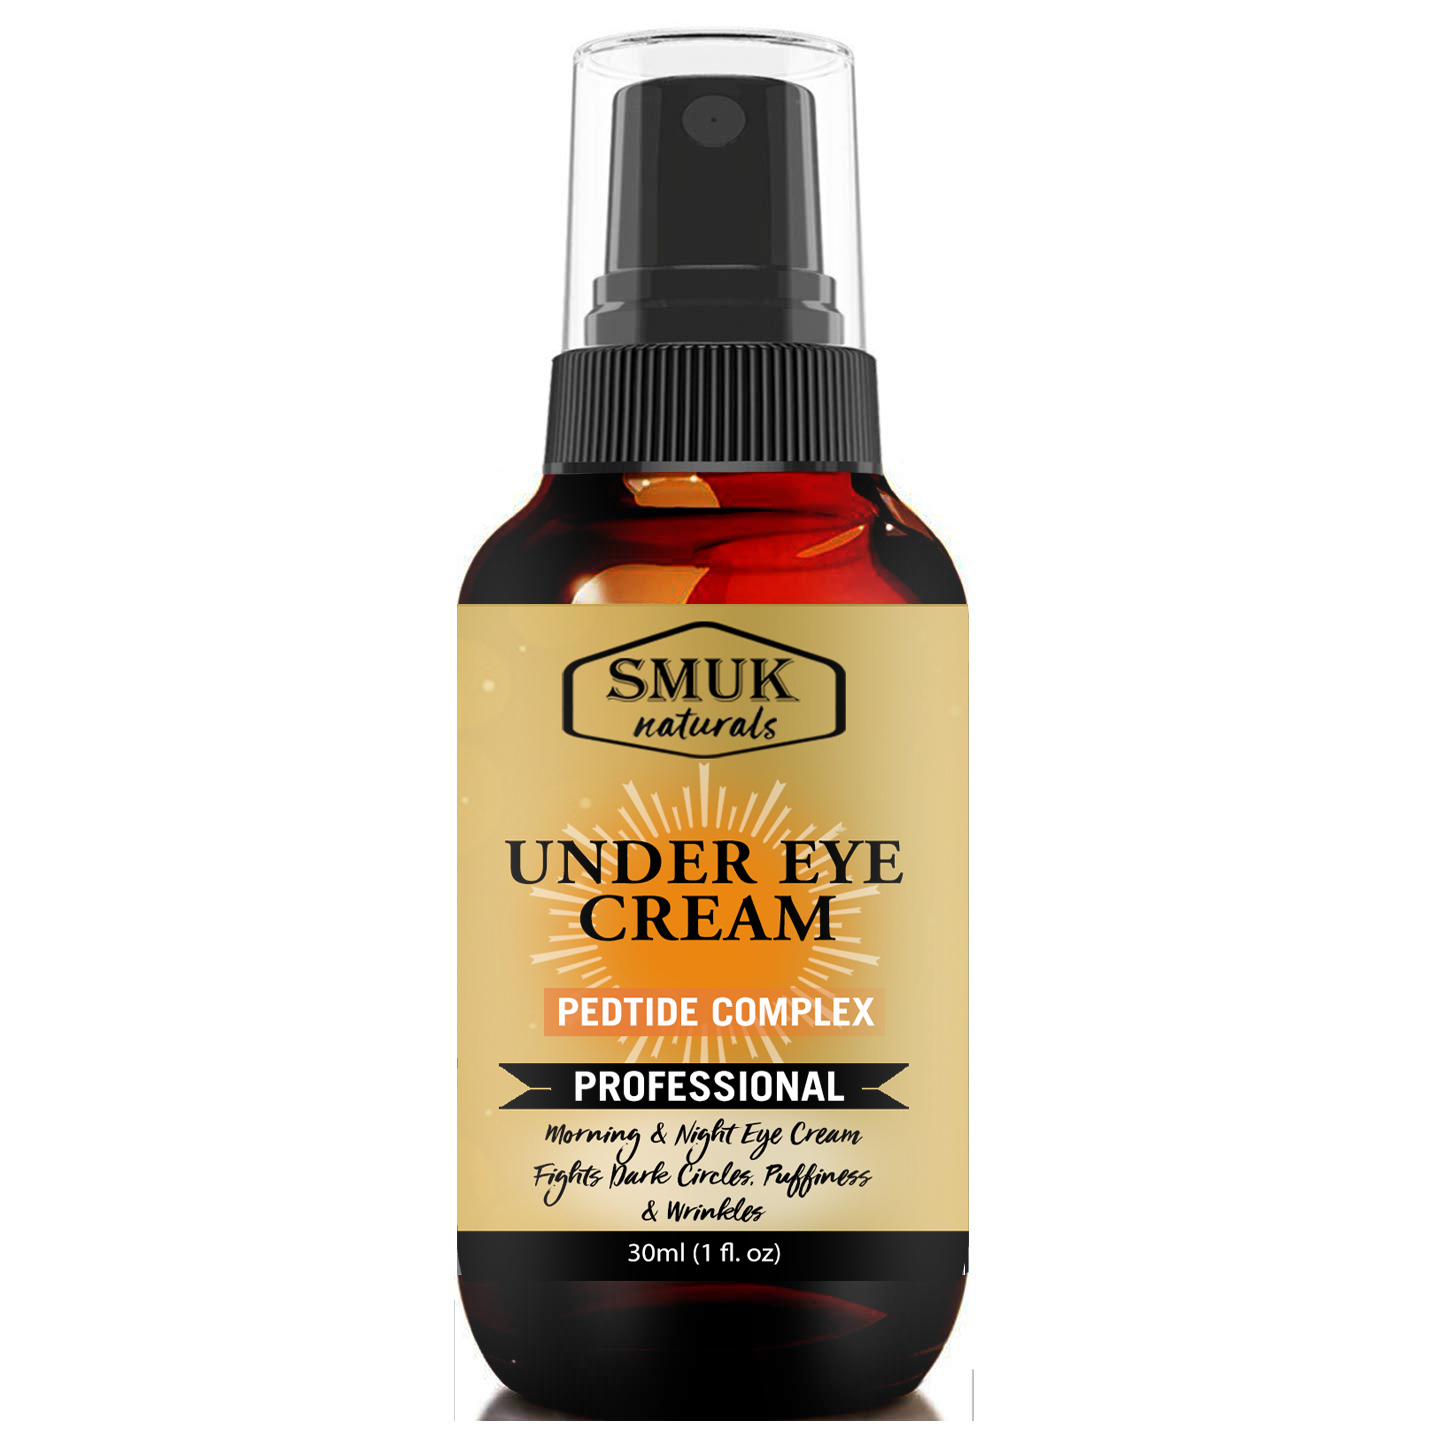 SMUK
naturals
UNDER EYE
CREAM
PEDTIDE COMPLEX
PROFESSIONAL
Morning & Night Eye Cream
Fights Dark Circles, Puffiness
& Wrinkles
30ml (1 fl. oz)